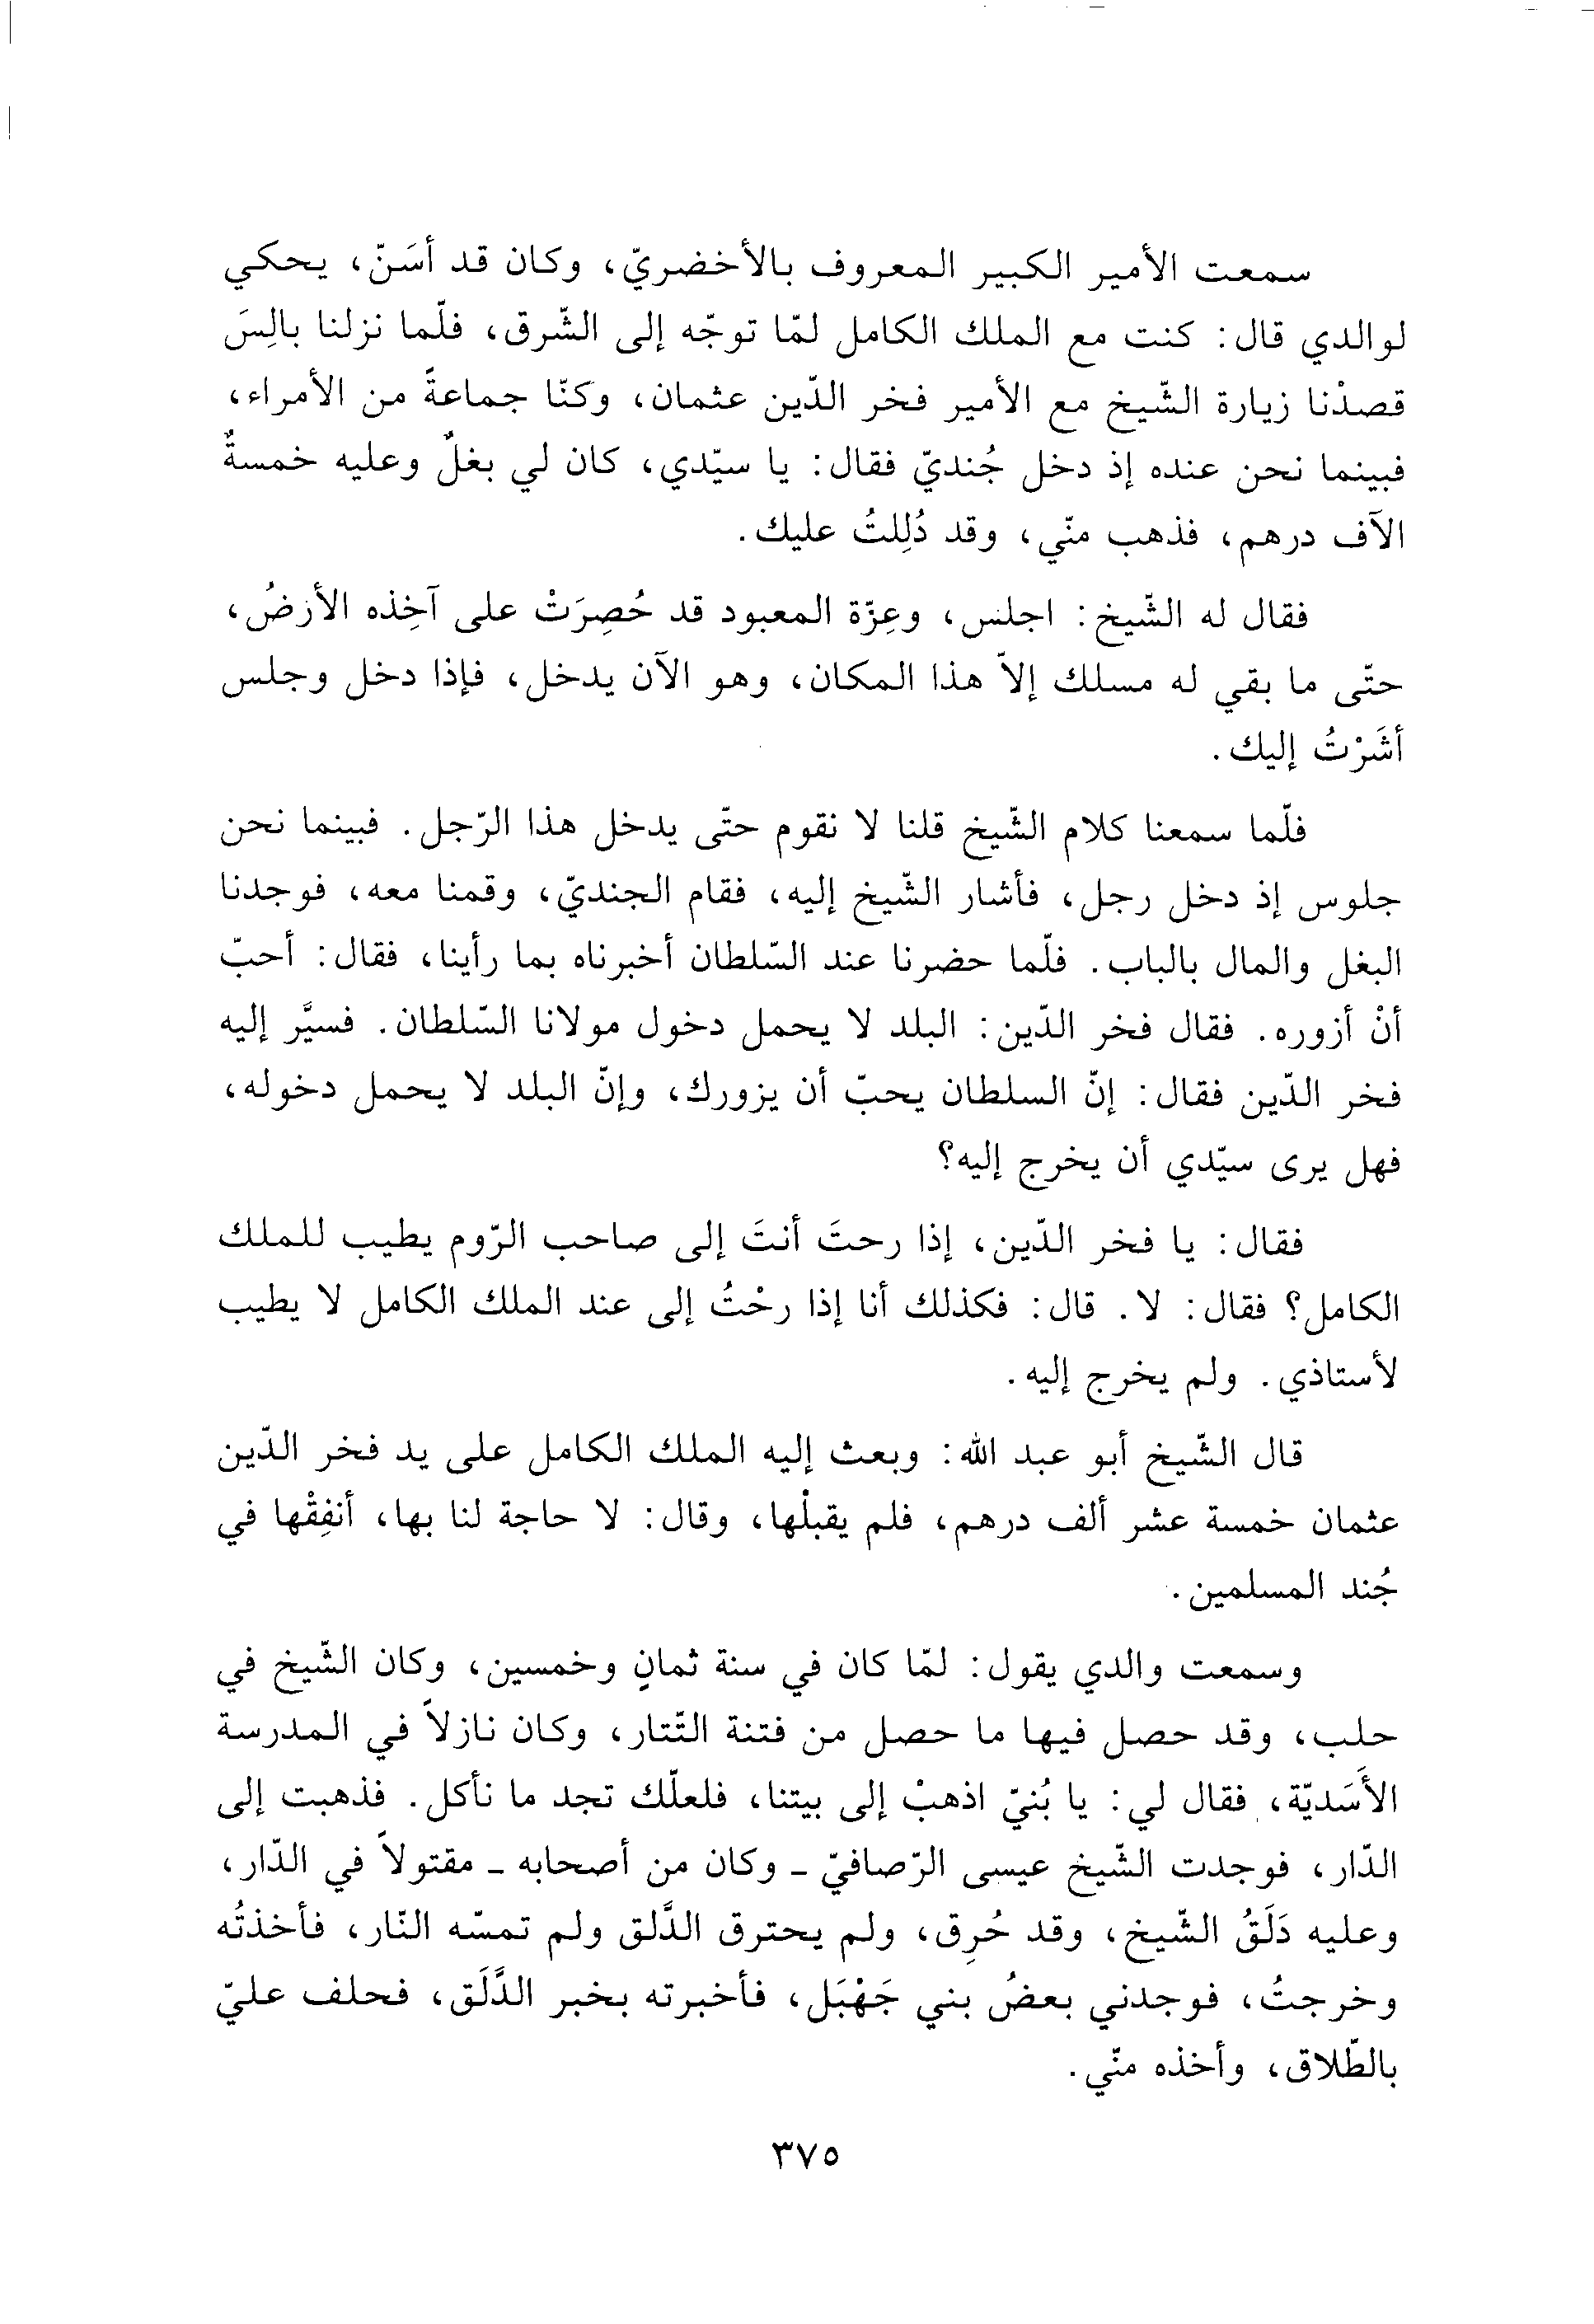 سمعت الأمير الكبير المعروف بالأخضريّ، وكان قد أسَنّ، يحكي
لوالدي قال: كنت مع الملك الكامل لمّا توجّه إلى الشّرق، فلّما نزلنا بالِسَ
قصدْنا زيارة الشّيخ مع الأمير فخر الدّين عثمان، وكنّا جماعةً من الأمراء،
فبينما نحن عنده إذ دخل جُنديّ فقال: يا سيّدي، كان لي بغلٌ وعليه خمسةٌ
الآف درهم، فذهب منّي، وقد دُلِلتُ عليك.
فقال له الشّيخ: اجلس، وعِزّة المعبود قد حُصِرَتْ على آخِذه الأرضُ،
حتّى ما بقي له مسلك إلاّ هذا المكان، وهو الآن يدخل، فإذا دخل وجلس
أشَرْتُ إليك.
فلّما سمعنا كلام الشّيخ قلنا لا نقوم حتّى يدخل هذا الرّجل. فبينما نحن
جلوس إذ دخل رجل، فأشار الشّيخ إليه، فقام الجنديّ، وقمنا معه، فوجدنا
البغل والمال بالباب. فلّما حضرنا عند السّلطان أخبرناه بما رأينا، فقال: أحبّ
أنْ أزوره. فقال فخر الدّين: البلد لا يحمل دخول مولانا السّلطان. فسيَّر إليه
فخر الدّين فقال: إنّ السلطان يحبّ أن يزورك، وإنّ البلد لا يحمل دخوله،
فهل يرى سيّدي أن يخرج إليه؟
فقال: يا فخر الدّين، إذا رحتَ أنتَ إلى صاحب الرّوم يطيب للملك
الكامل؟ فقال: لا. قال: فكذلك أنا إذا رحْتُ إلى عند الملك الكامل لا يطيب
لأستاذي. ولم يخرج إليه.
قال الشّيخ أبو عبد الله: وبعث إليه الملك الكامل على يد فخر الدّين
عثمان خمسة عشر ألف درهم، فلم يقبلْها، وقال: لا حاجة لنا بها، أنفِقْها في
جُند المسلمين.
وسمعت والدي يقول: لمّا كان في سنة ثمانٍ وخمسين، وكان الشّيخ في
حلب، وقد حصل فيها ما حصل من فتنة التّتار، وكان نازلاً في المدرسة
الأَسَديّة، فقال لي: يا بُنيّ اذهبْ إلى بيتنا، فلعلّك تجد ما نأكل. فذهبت إلى
الدّار، فوجدت الشّيخ عيسى الرّصافيّ - وكان من أصحابه - مقتولاً في الدّار،
وعليه دَلَقُ الشّيخ، وقد حُرِق، ولم يحترق الدَّلق ولم تمسّه النّار، فأخذتُه
وخرجتُ، فوجدني بعضُ بني جَهْبَل، فأخبرته بخبر الدَّلَق، فحلف عليّ
بالطّلاق، وأخذه منّي.
٣٧٥